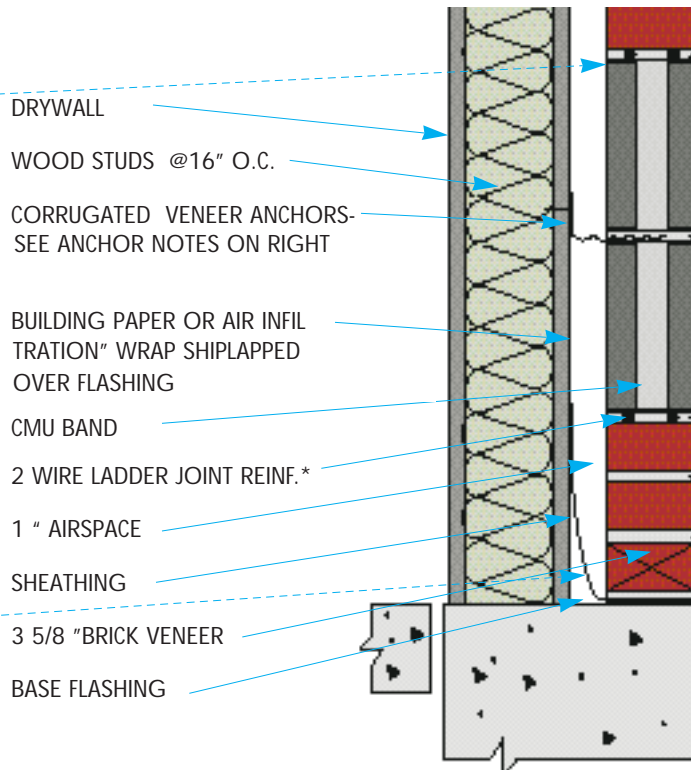 DRYWALL
WOOD STUDS @16" O.C.
CORRUGATED VENEER ANCHORS-
SEE ANCHOR NOTES ON RIGHT
BUILDING PAPER OR AIR INFIL
TRATION" WRAP SHIPLAPPED
OVER FLASHING
CMU BAND
2 WIRE LADDER JOINT REINF.*
1 " AIRSPACE
SHEATHING
3 5/8 "BRICK VENEER
BASE FLASHING